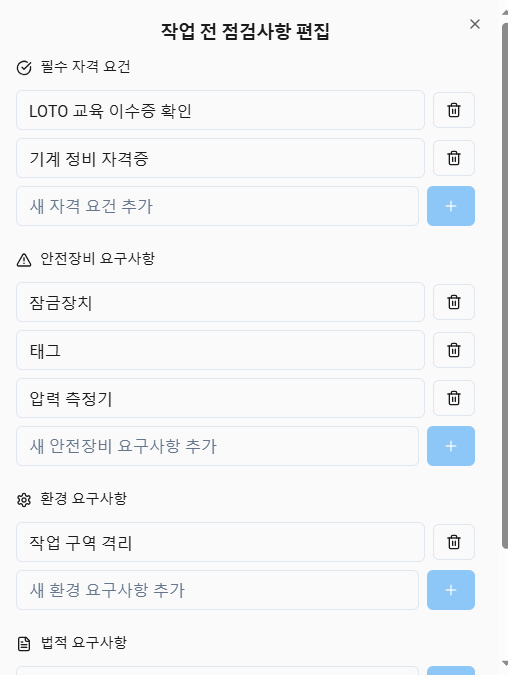 작업 전 점검사항 편집
필수 자격 요건
LOTO 교육 이수증 확인
기계 정비 자격증
새 자격 요건 추가
안전장비 요구사항
잠금장치
태그
압력 측정기
새 안전장비 요구사항 추가
환경 요구사항
작업 구역 격리
새 환경 요구사항 추가
법적 요구사항